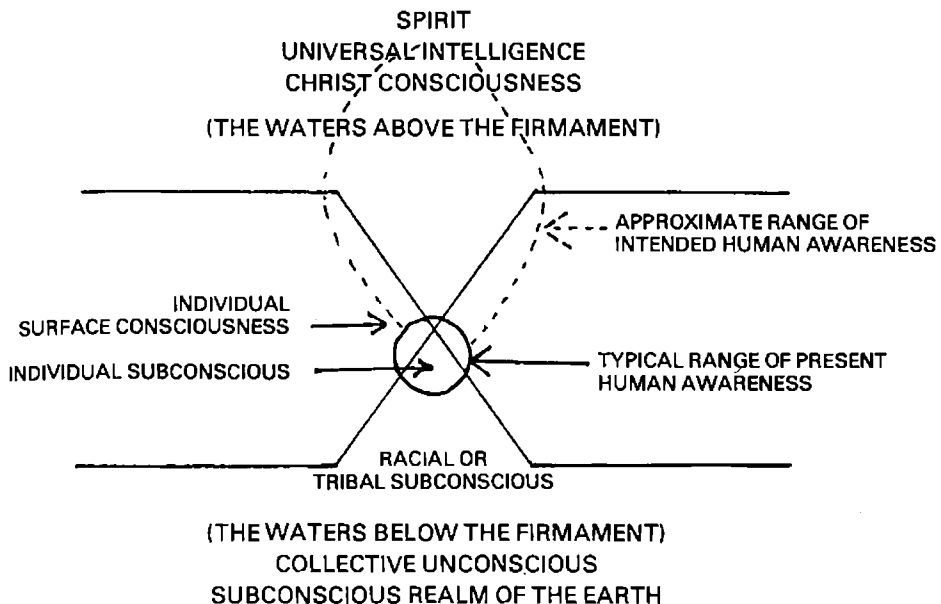 SPIRIT
UNIVERSAL INTELLIGENCE
CHRIST CONSCIOUSNESS
(THE WATERS ABOVE THE FIRMAMENT)
APPROXIMATE RANGE OF
INTENDED HUMAN AWARENESS
INDIVIDUAL
SURFACE CONSCIOUSNESS
INDIVIDUAL SUBCONSCIOUS
TYPICAL RANGE OF PRESENT
HUMAN AWARENESS
RACIAL OR
TRIBAL SUBCONSCIOUS
(THE WATERS BELOW THE FIRMAMENT)
COLLECTIVE UNCONSCIOUS
SUBCONSCIOUS REALM OF THE EARTH